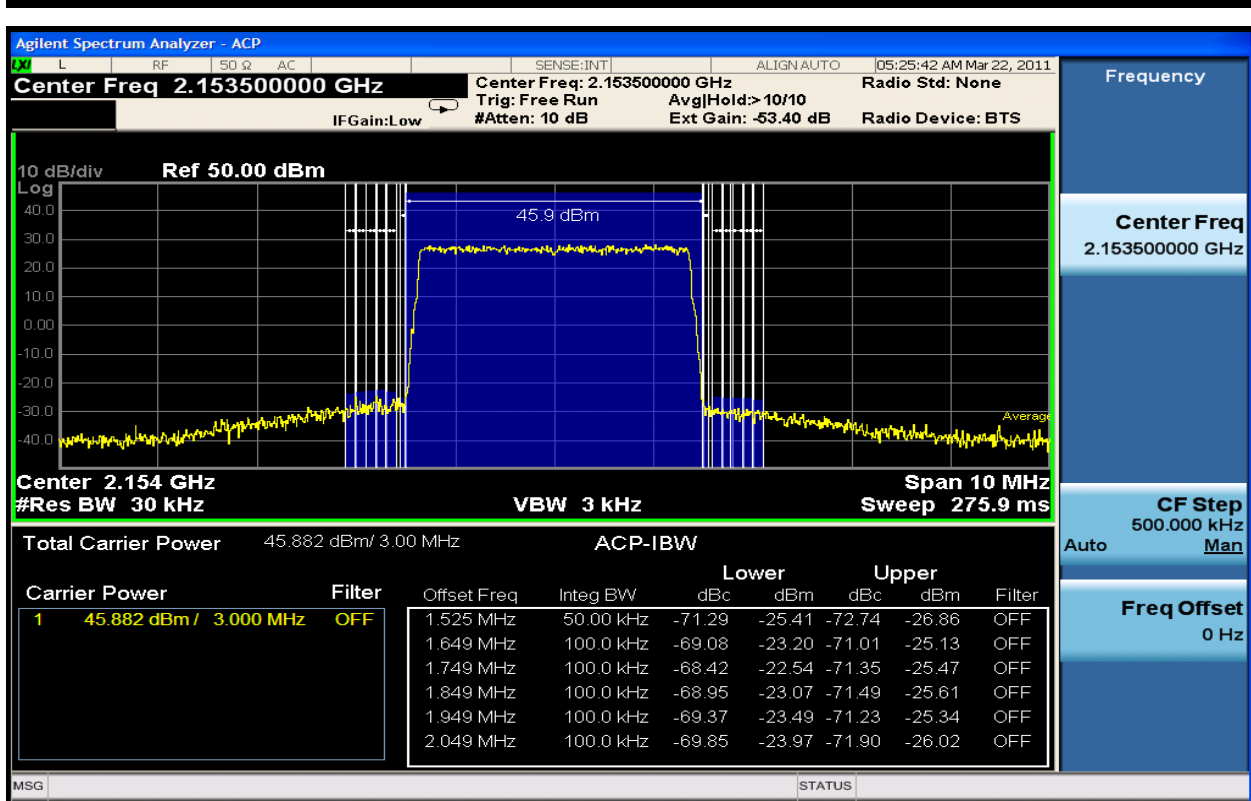 Agilent Spectrum Analyzer - ACP
LXI L RF 50 Ω AC SENSE:INT ALIGN AUTO 05:25:42 AM Mar 22, 2011
Center Freq 2.153500000 GHz
Center Freq: 2.153500000 GHz Radio Std: None
Trig: Free Run Avg|Hold:>10/10
IFGain:Low #Atten: 10 dB Ext Gain: -53.40 dB Radio Device: BTS
10 dB/div Ref 50.00 dBm
Log
40.0
30.0
20.0
10.0
0.00
-10.0
-20.0
-30.0
-40.0
45.9 dBm
Average
Center 2.154 GHz Span 10 MHz
#Res BW 30 kHz VBW 3 kHz Sweep 275.9 ms
Total Carrier Power 45.882 dBm/ 3.00 MHz ACP-IBW
Lower Upper
Carrier Power Filter
1 45.882 dBm / 3.000 MHz OFF
Offset Freq Integ BW dBc dBm dBc dBm Filter
1.525 MHz 50.00 kHz -71.29 -25.41 -72.74 -26.86 OFF
1.649 MHz 100.0 kHz -69.08 -23.20 -71.01 -25.13 OFF
1.749 MHz 100.0 kHz -68.42 -22.54 -71.35 -25.47 OFF
1.849 MHz 100.0 kHz -68.95 -23.07 -71.49 -25.61 OFF
1.949 MHz 100.0 kHz -69.37 -23.49 -71.23 -25.34 OFF
2.049 MHz 100.0 kHz -69.85 -23.97 -71.90 -26.02 OFF
MSG STATUS
Frequency
Center Freq
2.153500000 GHz
CF Step
500.000 kHz
Auto Man
Freq Offset
0 Hz